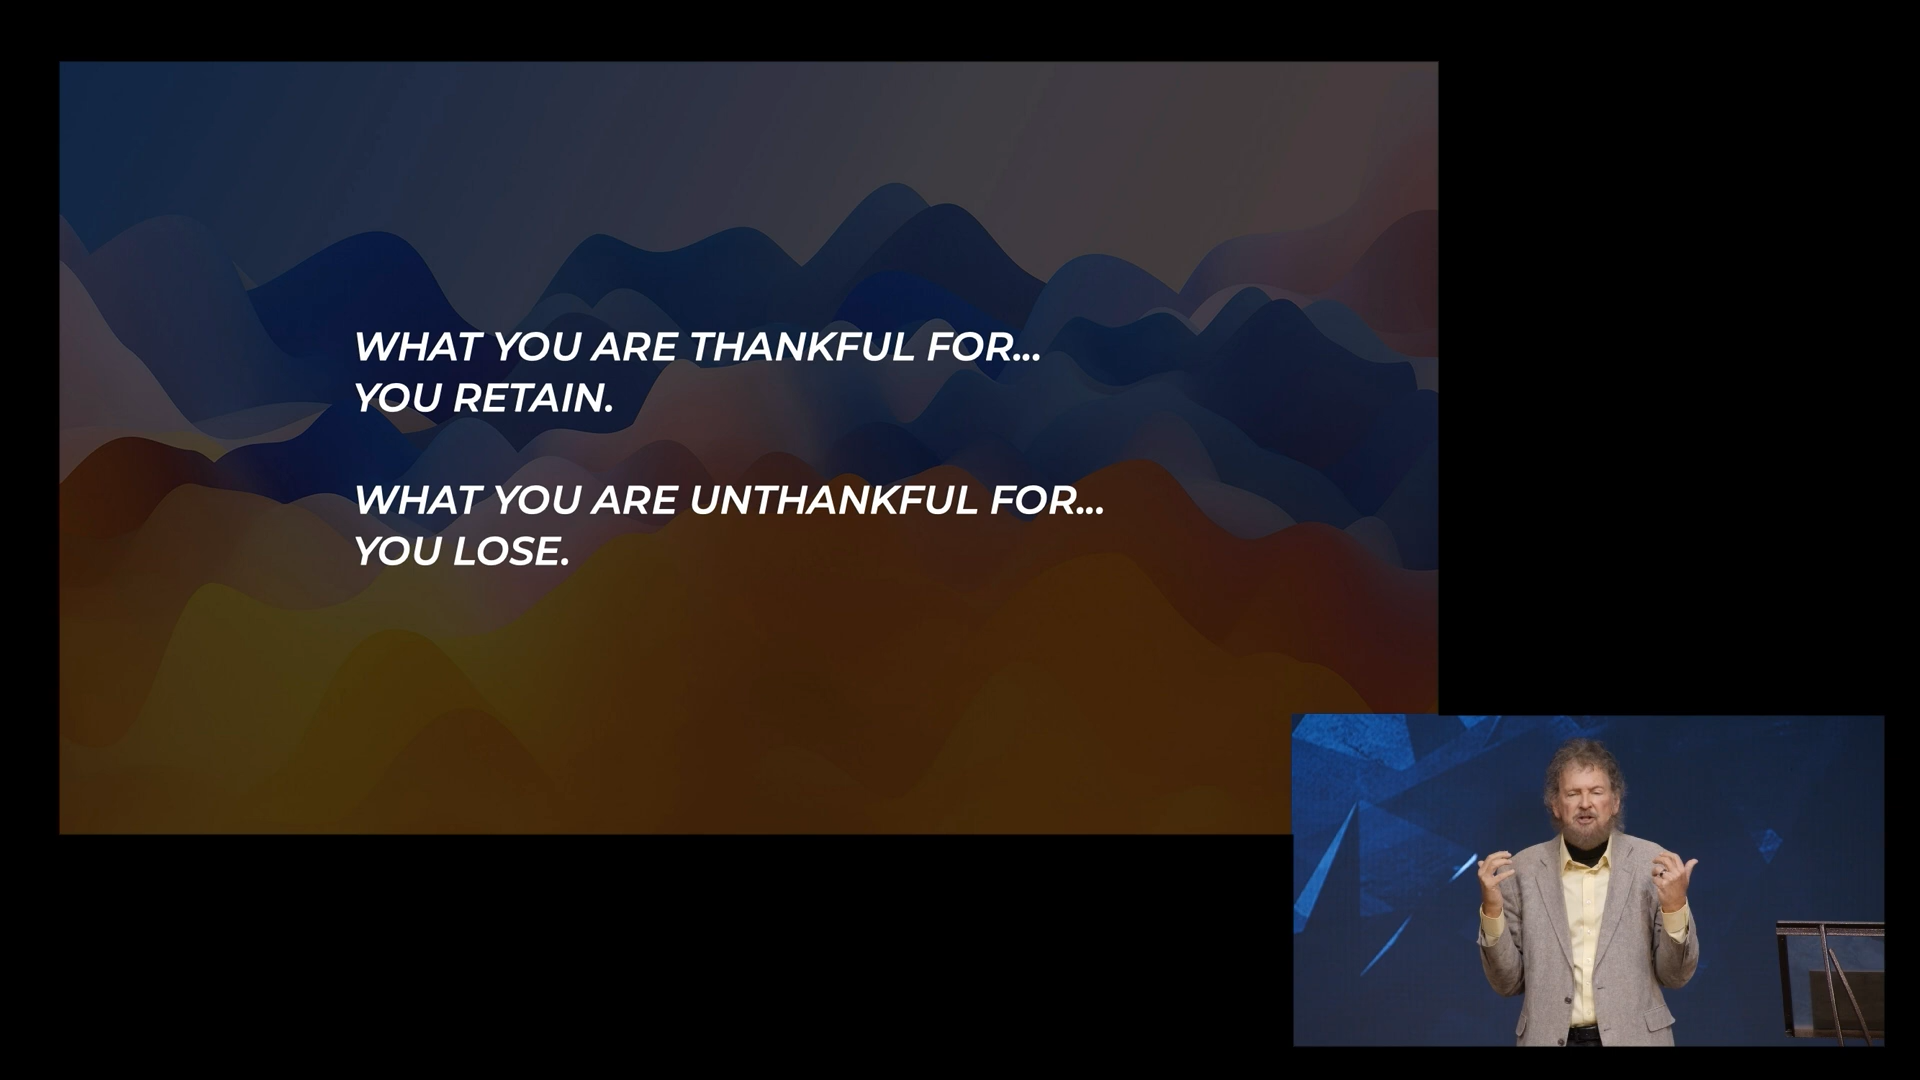 WHAT YOU ARE THANKFUL FOR...
YOU RETAIN.
WHAT YOU ARE UNTHANKFUL FOR...
YOU LOSE.